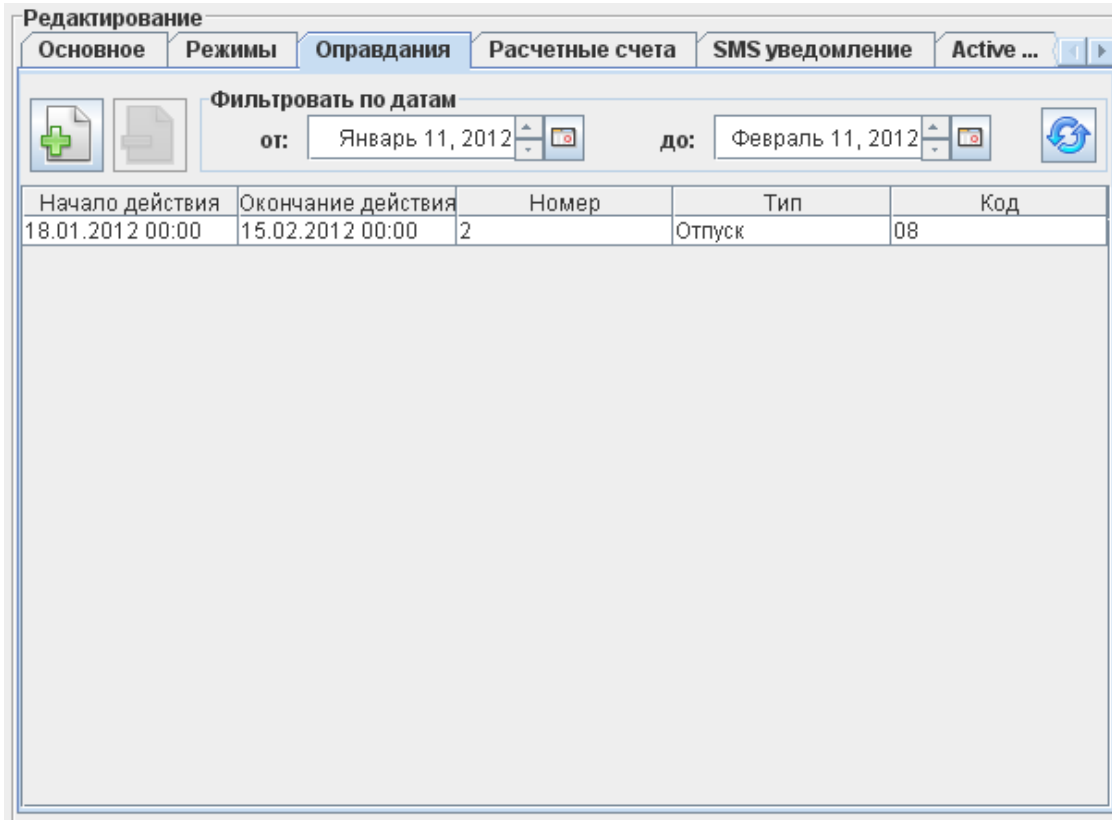 Редактирование
Основное Режимы Оправдания Расчетные счета SMS уведомление Active ...
Фильтровать по датам
от: Январь 11, 2012 до: Февраль 11, 2012
Начало действия Окончание действия Номер Тип Код
18.01.2012 00:00 15.02.2012 00:00 2 Отпуск 08